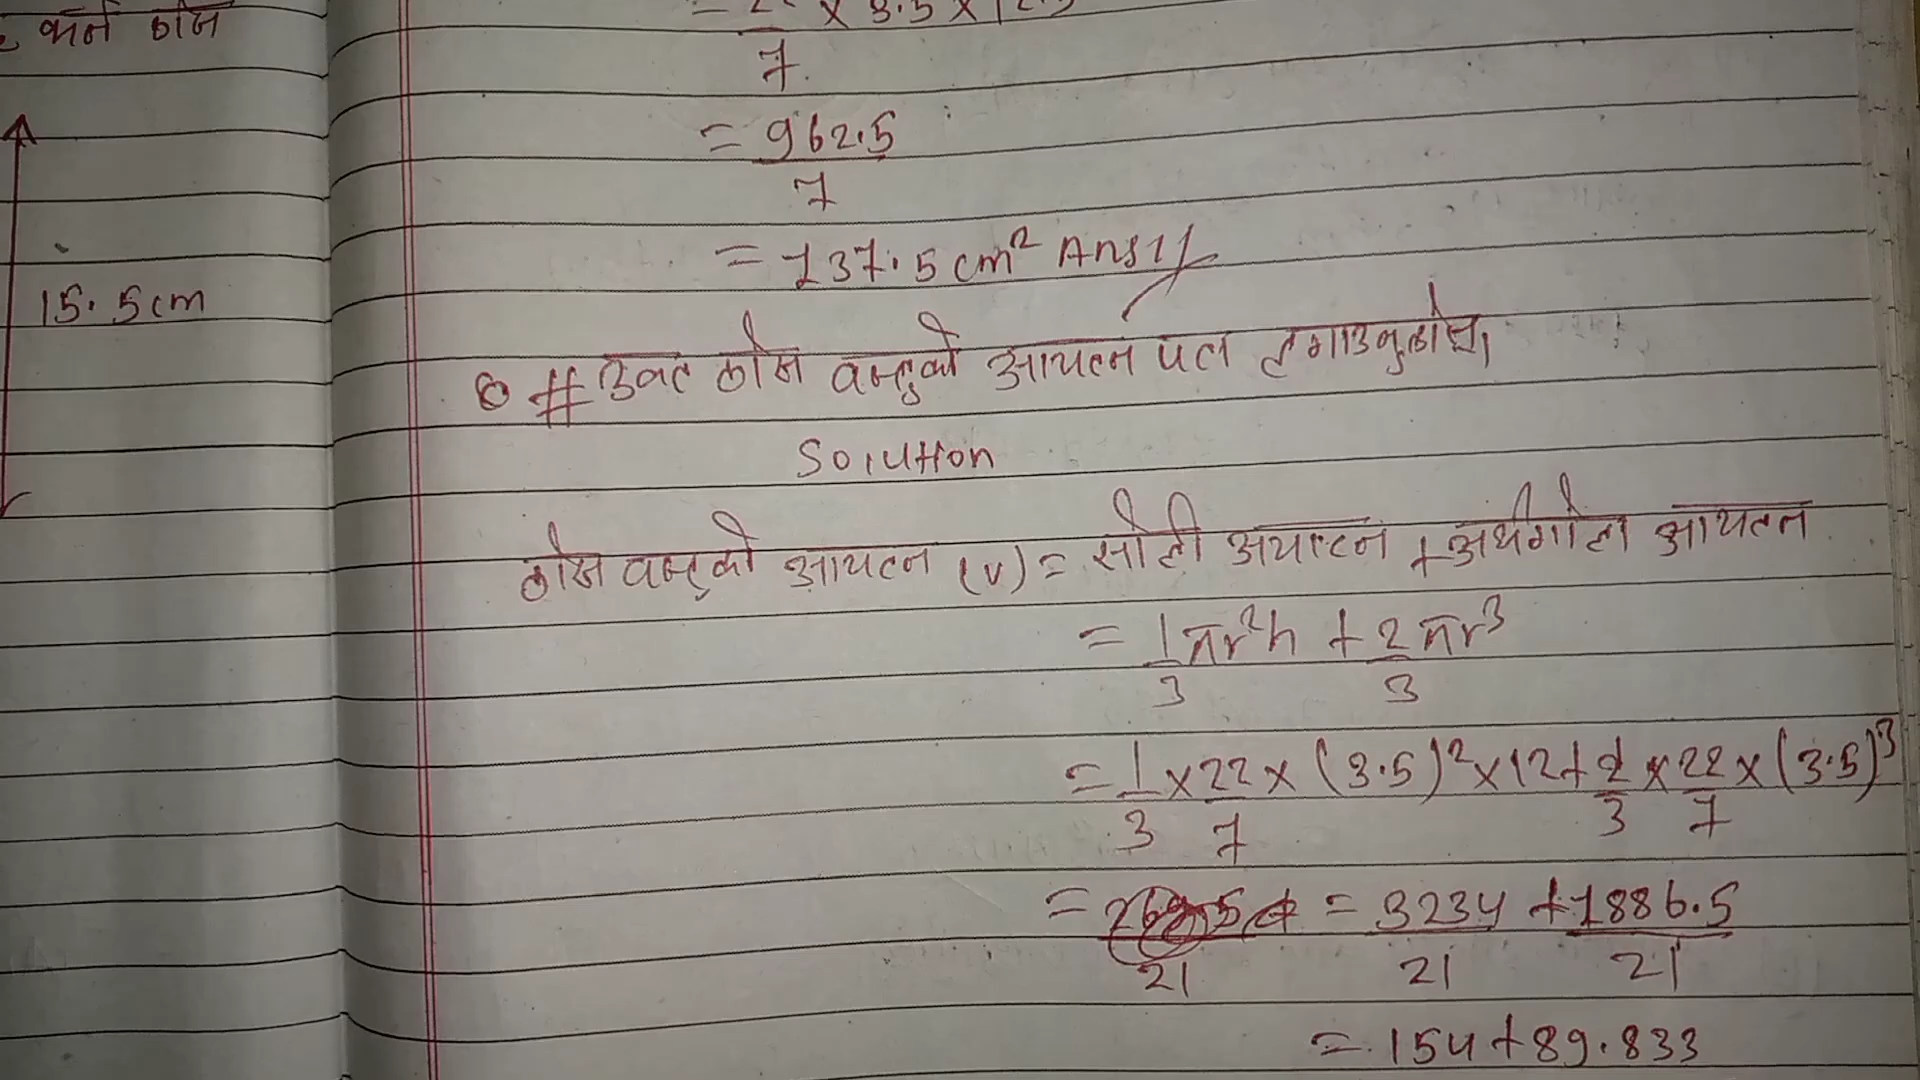 15.5cm
7
= 962.5
7
= 137.5 cm² Ans//
# उक्त ठोस वस्तुको आयतन पत्ता लगाउनुहोस्।
Solution
ठोस वस्तुको आयतन (v) = सोली आयतन + अर्धगोला आयतन
= 1/3 πr²h + 2/3 πr³
= 1/3 × 22/7 × (3.5)² × 12 + 2/3 × 22/7 × (3.5)³
= 3234/21 + 1886.5/21
= 154 + 89.833